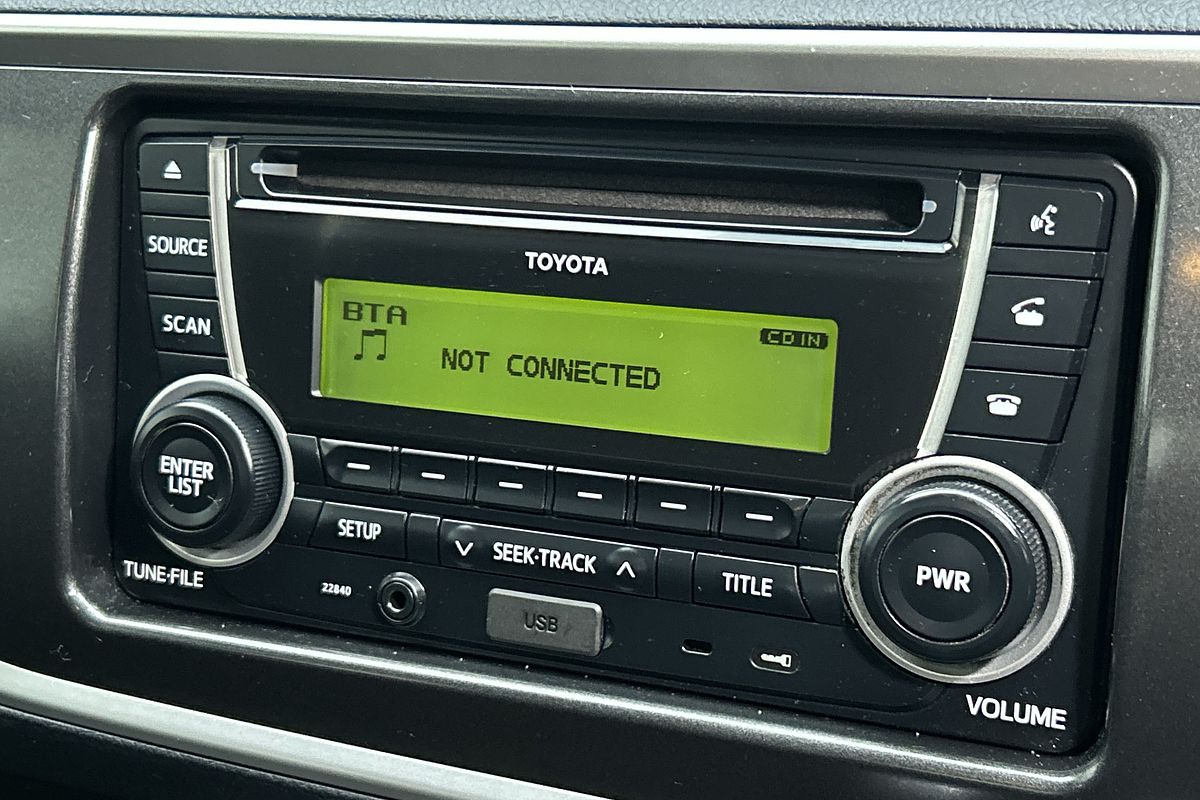 SOURCE
SCAN
TOYOTA
BTA
CD IN
NOT CONNECTED
ENTER
LIST
TUNE·FILE
SETUP
SEEK·TRACK
TITLE
22840
USB
PWR
VOLUME